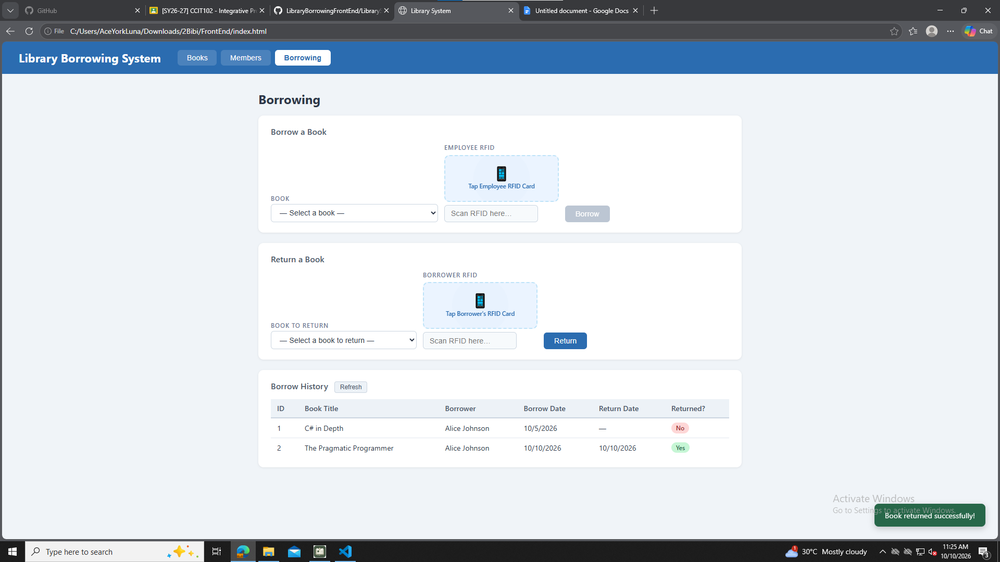 GitHub
[SY26-27] CCIT102 - Integrative Pr
LibraryBorrowingFrontEnd/Library
Library System
Untitled document - Google Docs
File C:/Users/AceYorkLuna/Downloads/2Bibi/FrontEnd/index.html
Chat
Library Borrowing System
Books
Members
Borrowing
Borrowing
Borrow a Book
EMPLOYEE RFID
Tap Employee RFID Card
BOOK
— Select a book —
Scan RFID here…
Borrow
Return a Book
BORROWER RFID
Tap Borrower's RFID Card
BOOK TO RETURN
— Select a book to return —
Scan RFID here…
Return
Borrow History
Refresh
ID Book Title Borrower Borrow Date Return Date Returned?
1 C# in Depth Alice Johnson 10/5/2026 — No
2 The Pragmatic Programmer Alice Johnson 10/10/2026 10/10/2026 Yes
Activate Windows
Go to Settings to activate Windows.
Book returned successfully!
Type here to search
1
30°C Mostly cloudy
11:25 AM
10/10/2026
3